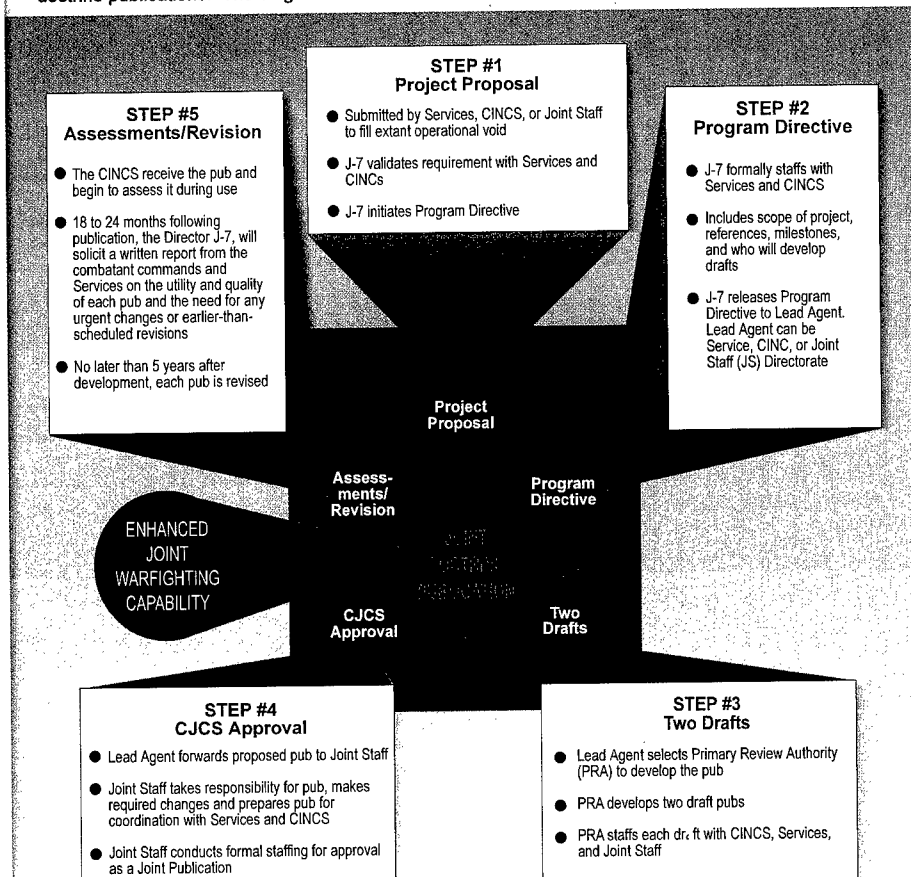 STEP #1
Project Proposal
● Submitted by Services, CINCS, or Joint Staff
to fill extant operational void
● J-7 validates requirement with Services and
CINCs
● J-7 initiates Program Directive
STEP #5
Assessments/Revision
● The CINCS receive the pub and
begin to assess it during use
● 18 to 24 months following
publication, the Director J-7, will
solicit a written report from the
combatant commands and
Services on the utility and quality
of each pub and the need for any
urgent changes or earlier-than-
scheduled revisions
● No later than 5 years after
development, each pub is revised
STEP #2
Program Directive
● J-7 formally staffs with
Services and CINCS
● Includes scope of project,
references, milestones,
and who will develop
drafts
● J-7 releases Program
Directive to Lead Agent.
Lead Agent can be
Service, CINC, or Joint
Staff (JS) Directorate
Project
Proposal
Assess-
ments/
Revision
Program
Directive
ENHANCED
JOINT
WARFIGHTING
CAPABILITY
JOINT
DOCTRINE
PUBLICATION
CJCS
Approval
Two
Drafts
STEP #4
CJCS Approval
● Lead Agent forwards proposed pub to Joint Staff
● Joint Staff takes responsibility for pub, makes
required changes and prepares pub for
coordination with Services and CINCS
● Joint Staff conducts formal staffing for approval
as a Joint Publication
STEP #3
Two Drafts
● Lead Agent selects Primary Review Authority
(PRA) to develop the pub
● PRA develops two draft pubs
● PRA staffs each draft with CINCS, Services,
and Joint Staff